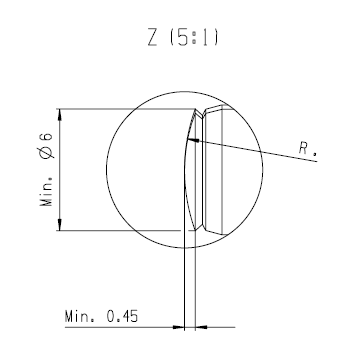 Z (5:1)
Min. Ø6
R.
Min. 0.45